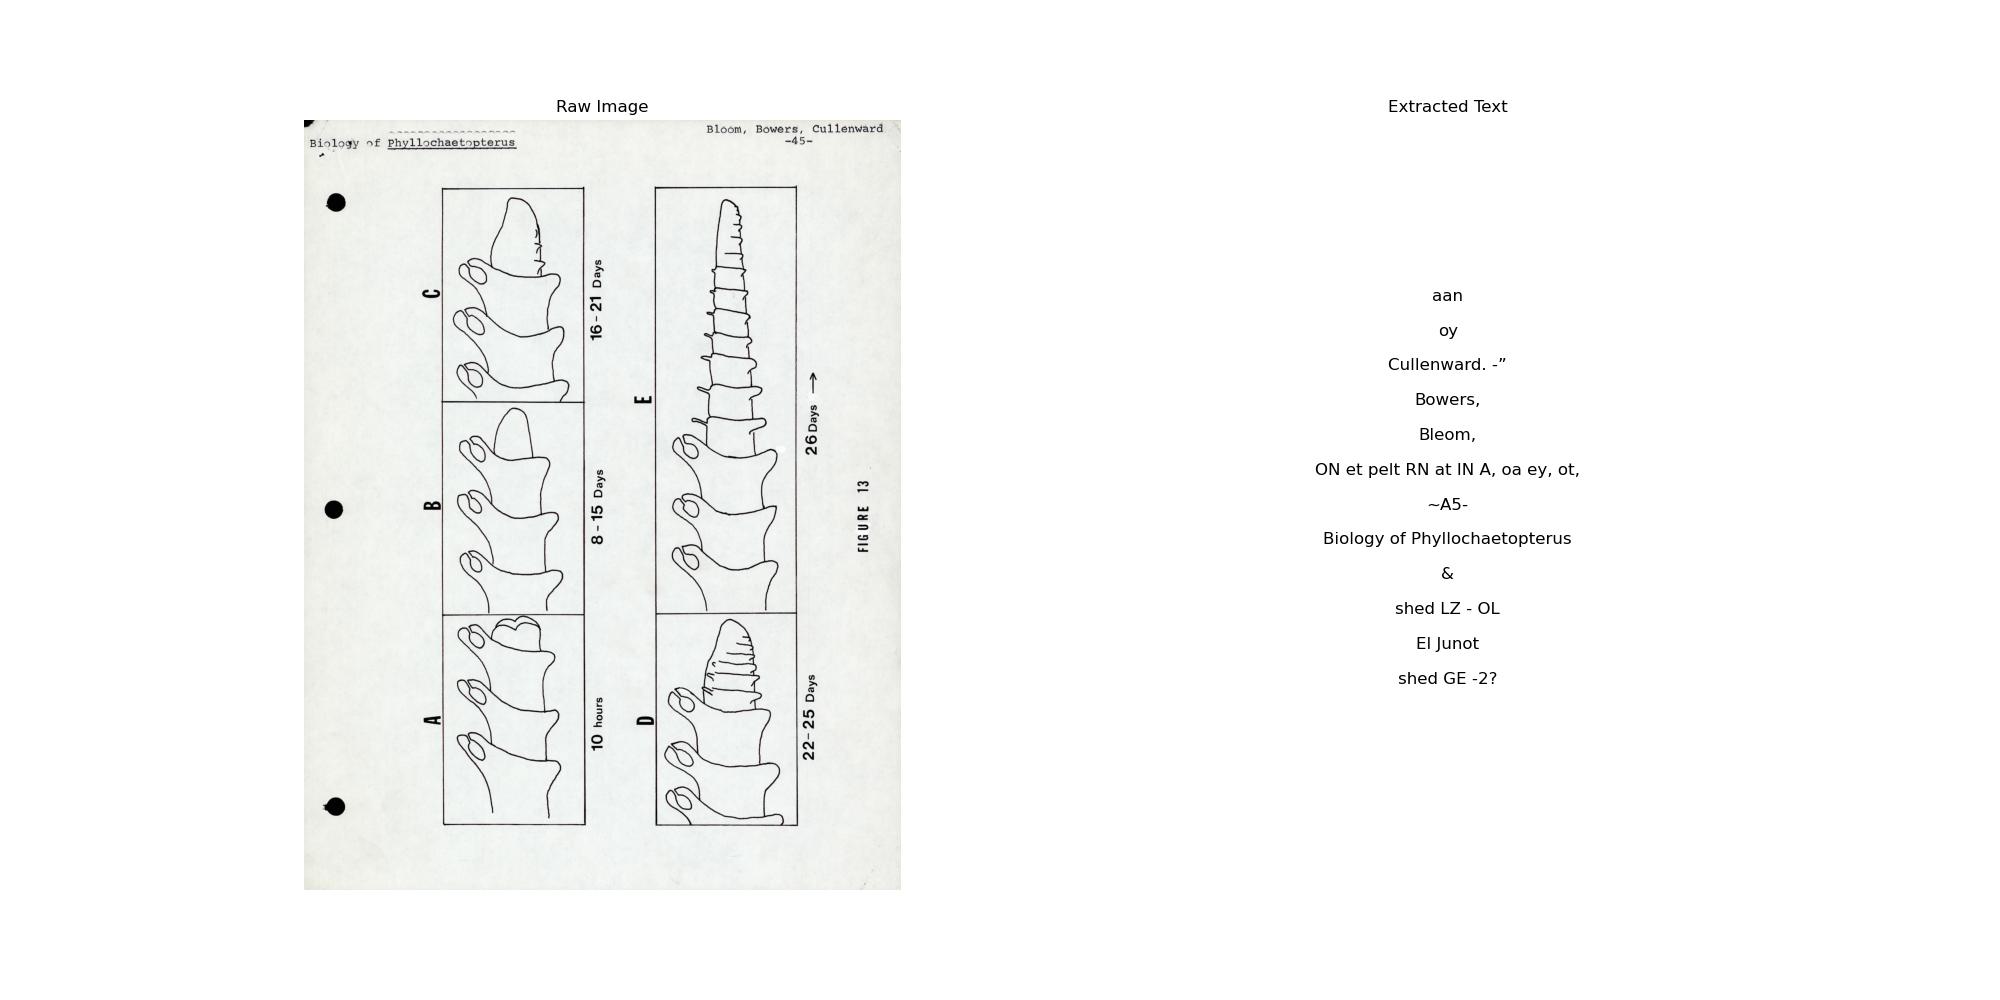 Raw Image
Biology of Phyllochaetopterus
Bloom, Bowers, Cullenward
-45-
A
10 hours
B
8-15 Days
C
16-21 Days
D
22-25 Days
E
26 Days →
FIGURE 13
Extracted Text
aan
oy
Cullenward. -”
Bowers,
Bleom,
ON et pelt RN at IN A, oa ey, ot,
~A5-
Biology of Phyllochaetopterus
&
shed LZ - OL
El Junot
shed GE -2?